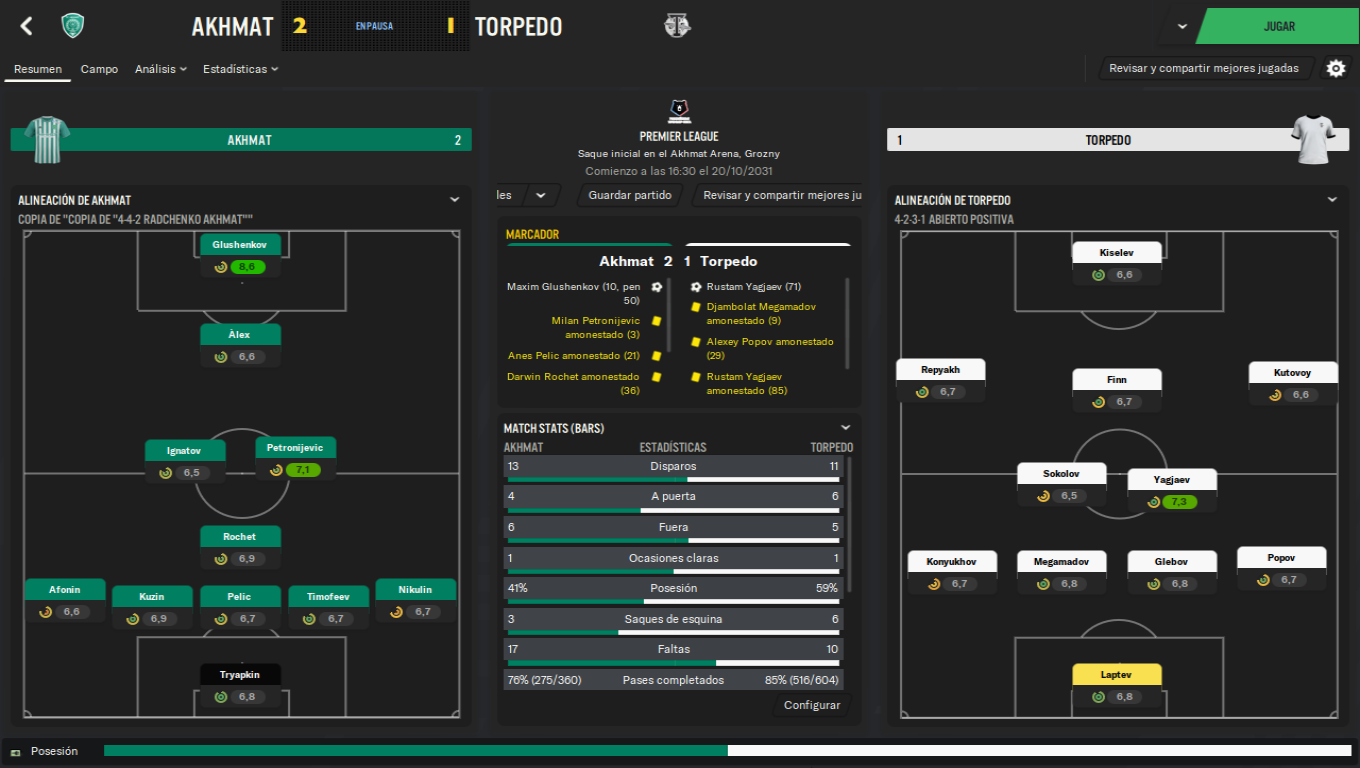 AKHMAT 2 EN PAUSA 1 TORPEDO
JUGAR
Resumen Campo Análisis Estadísticas
Revisar y compartir mejores jugadas
AKHMAT 2
PREMIER LEAGUE
Saque inicial en el Akhmat Arena, Grozny
Comienzo a las 16:30 el 20/10/2031
les Guardar partido Revisar y compartir mejores ju
1 TORPEDO
ALINEACIÓN DE AKHMAT
COPIA DE "COPIA DE "4-4-2 RADCHENKO AKHMAT""
Glushenkov
8,6
Àlex
6,6
Ignatov
6,5
Petronijevic
7,1
Rochet
6,9
Afonin
6,6
Kuzin
6,9
Pelic
6,7
Timofeev
6,7
Nikulin
6,7
Tryapkin
6,8
MARCADOR
Akhmat 2 1 Torpedo
Maxim Glushenkov (10, pen
50)
Milan Petronijevic
amonestado (3)
Anes Pelic amonestado (21)
Darwin Rochet amonestado
(36)
Rustam Yagjaev (71)
Djambolat Megamadov
amonestado (9)
Alexey Popov amonestado
(29)
Rustam Yagjaev
amonestado (85)
MATCH STATS (BARS)
AKHMAT ESTADÍSTICAS TORPEDO
13 Disparos 11
4 A puerta 6
6 Fuera 5
1 Ocasiones claras 1
41% Posesión 59%
3 Saques de esquina 6
17 Faltas 10
76% (275/360) Pases completados 85% (516/604)
Configurar
ALINEACIÓN DE TORPEDO
4-2-3-1 ABIERTO POSITIVA
Kiselev
6,6
Repyakh
6,7
Finn
6,7
Kutovoy
6,6
Sokolov
6,5
Yagjaev
7,3
Konyukhov
6,7
Megamadov
6,8
Glebov
6,8
Popov
6,7
Laptev
6,8
Posesión